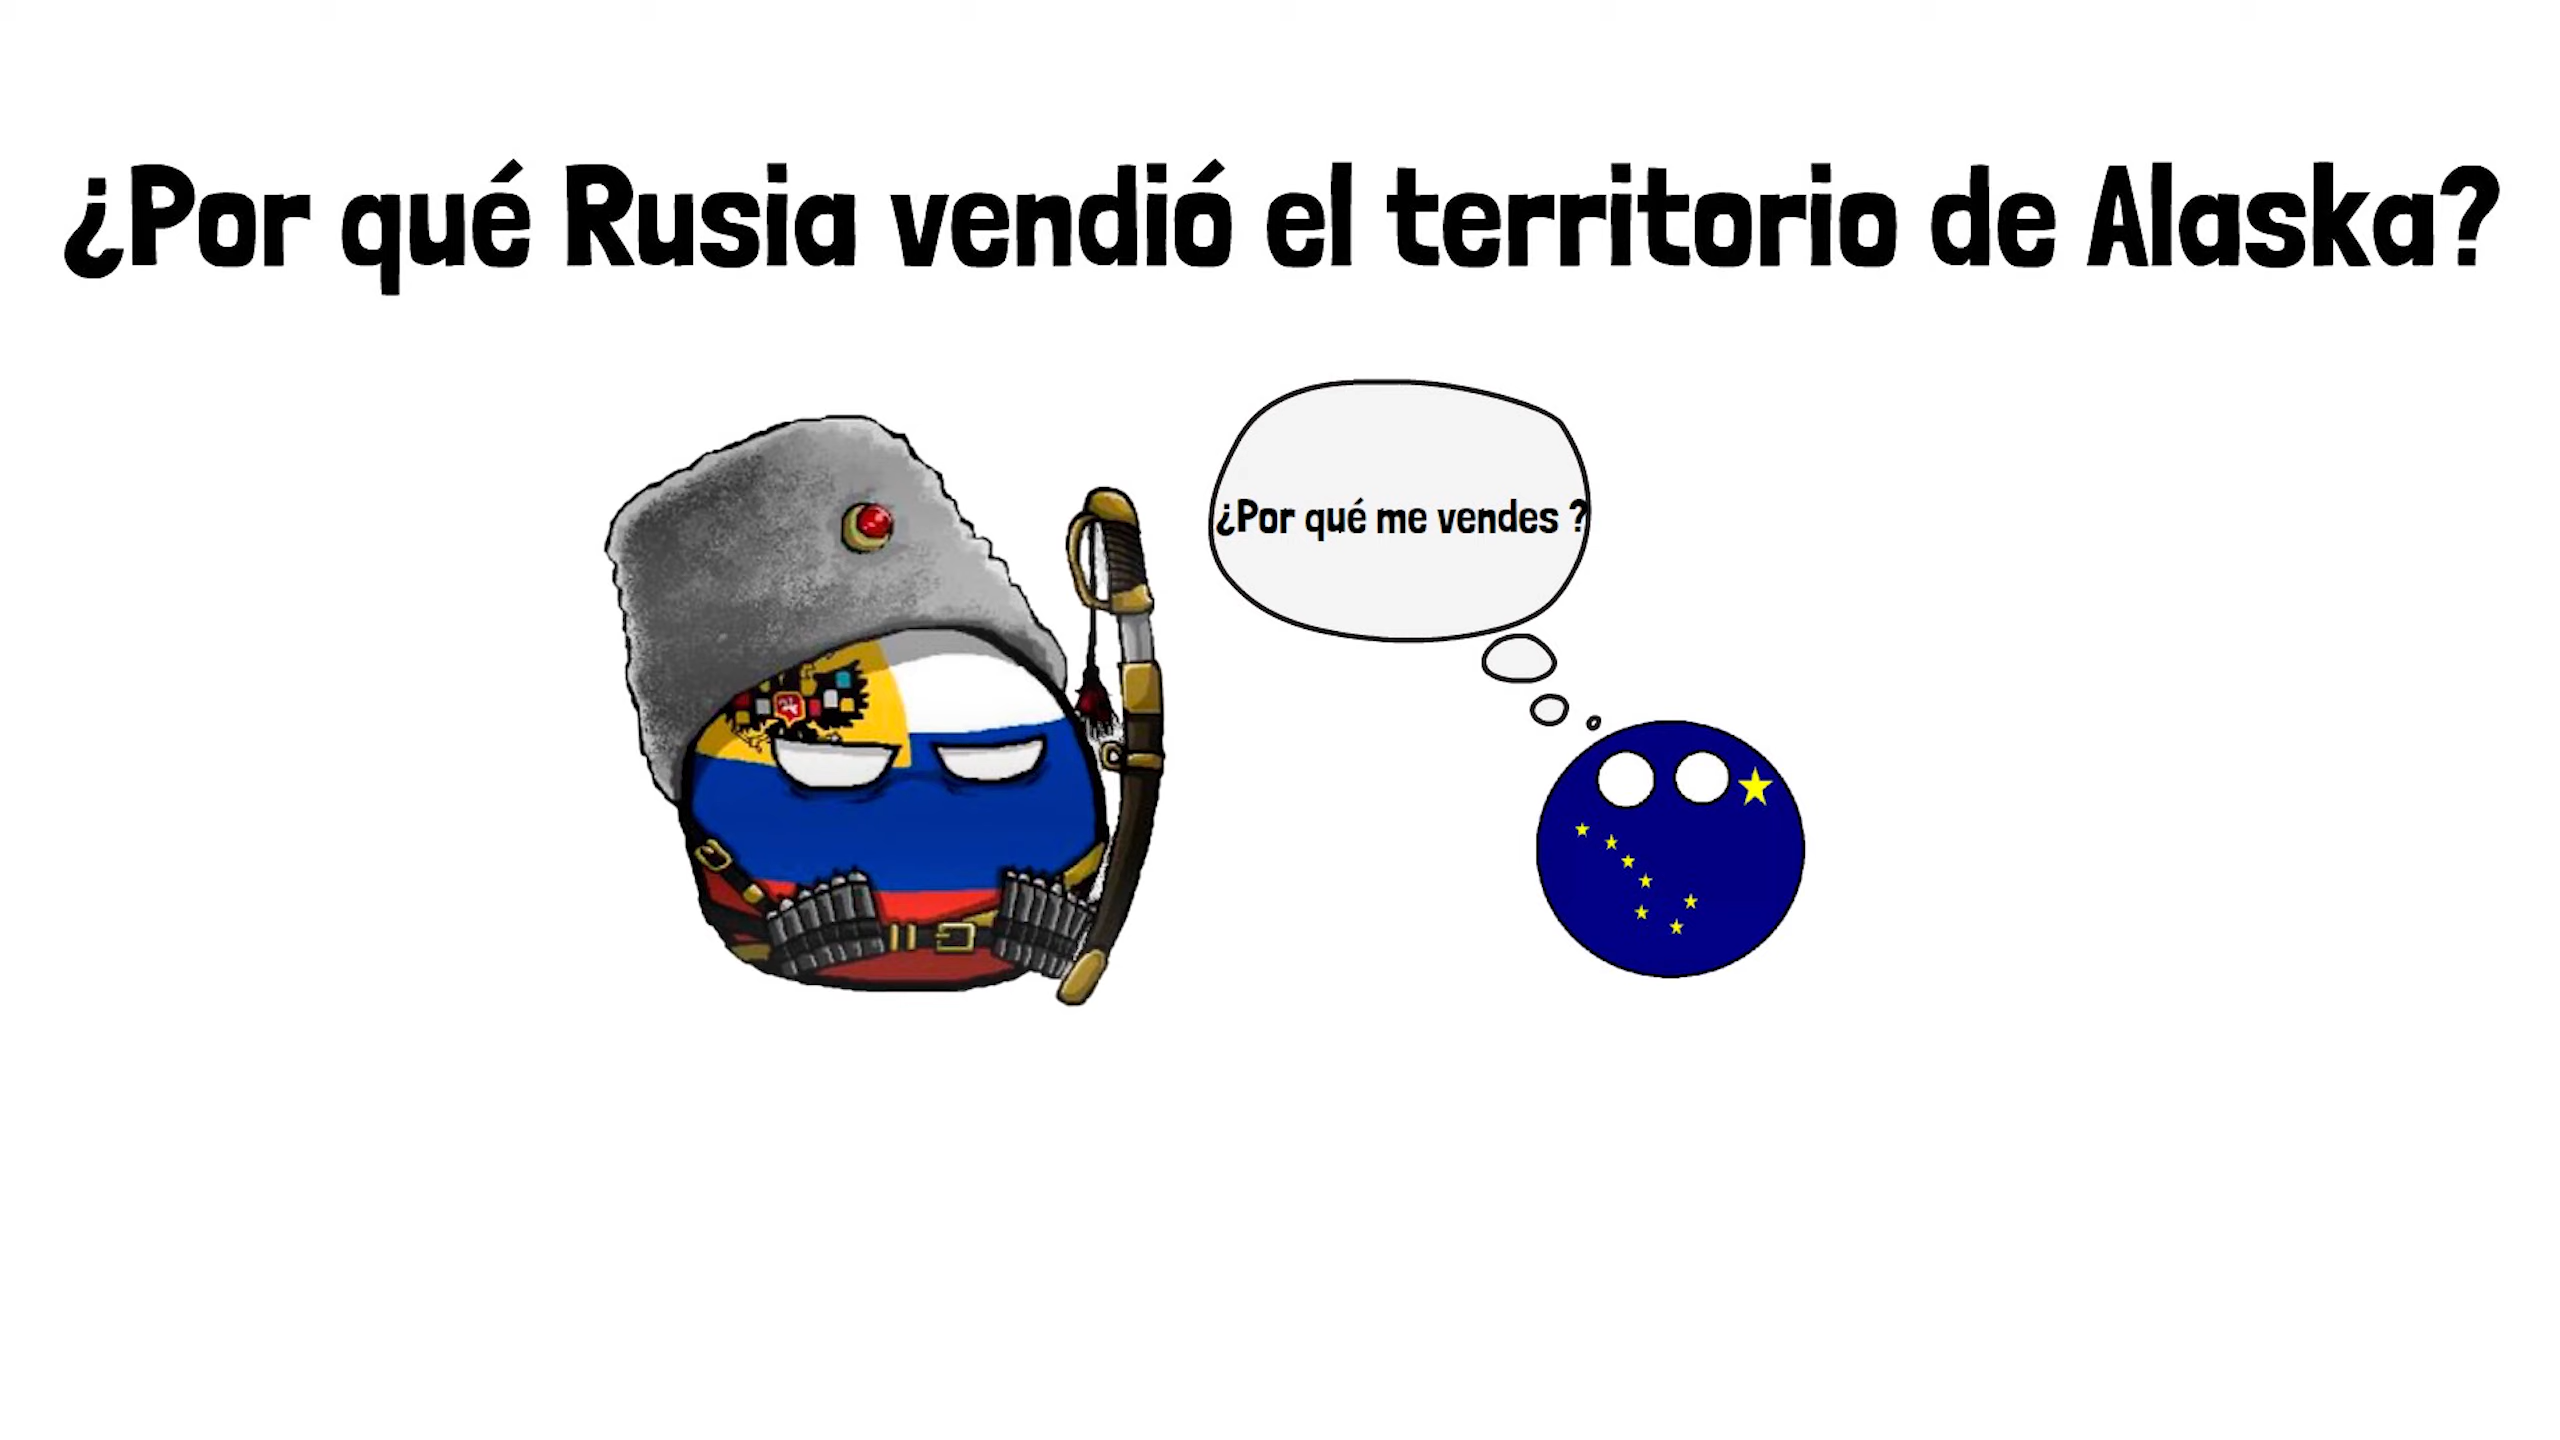 ¿Por qué Rusia vendió el territorio de Alaska?
¿Por qué me vendes ?